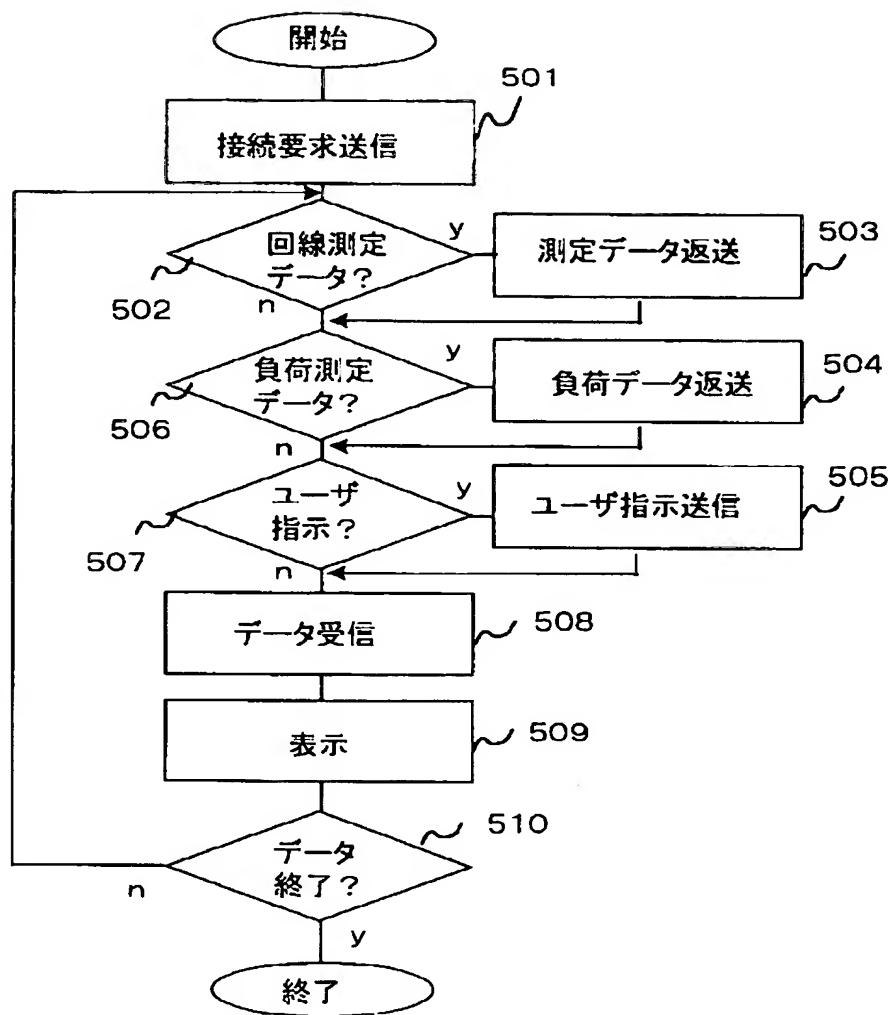 開始
501
接続要求送信
回線測定
データ?
y
測定データ返送
503
502
n
負荷測定
データ?
y
負荷データ返送
504
506
n
ユーザ
指示?
y
ユーザ指示送信
505
507
n
データ受信
508
表示
509
510
データ
終了?
n
y
終了